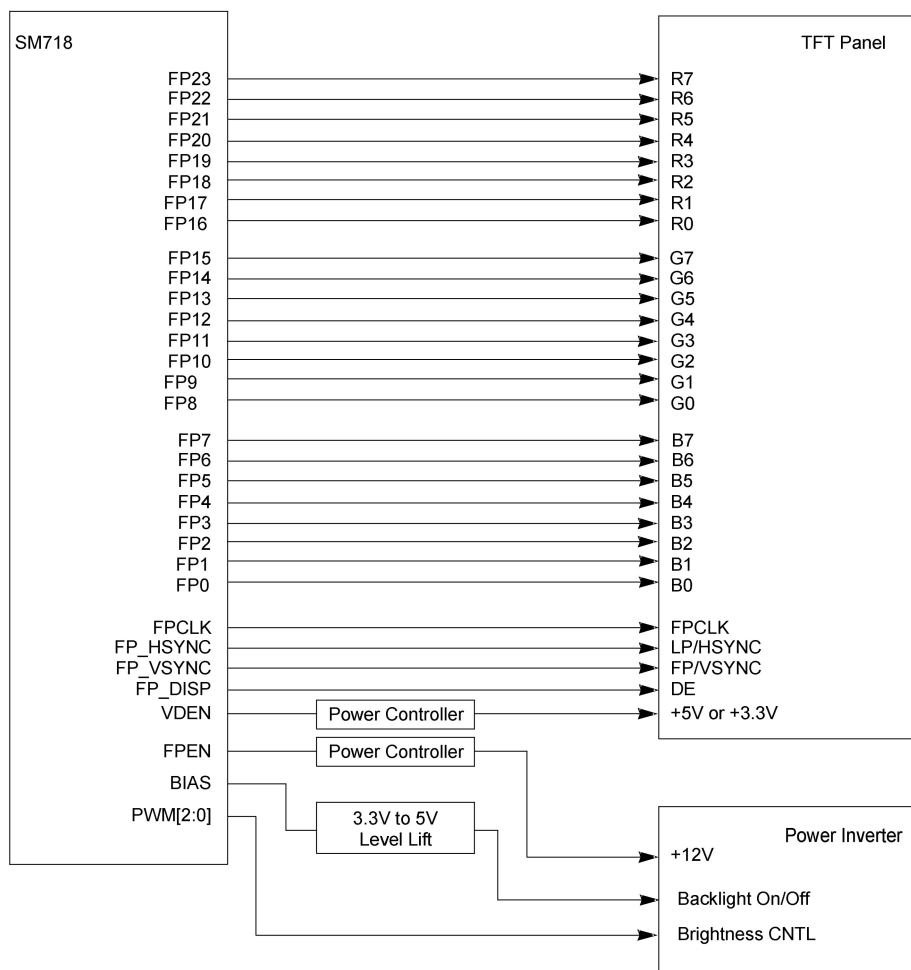 SM718
TFT Panel
FP23 R7
FP22 R6
FP21 R5
FP20 R4
FP19 R3
FP18 R2
FP17 R1
FP16 R0
FP15 G7
FP14 G6
FP13 G5
FP12 G4
FP11 G3
FP10 G2
FP9 G1
FP8 G0
FP7 B7
FP6 B6
FP5 B5
FP4 B4
FP3 B3
FP2 B2
FP1 B1
FP0 B0
FPCLK FPCLK
FP_HSYNC LP/HSYNC
FP_VSYNC FP/VSYNC
FP_DISP DE
VDEN Power Controller +5V or +3.3V
FPEN Power Controller
BIAS
PWM[2:0]
3.3V to 5V
Level Lift
Power Inverter
+12V
Backlight On/Off
Brightness CNTL